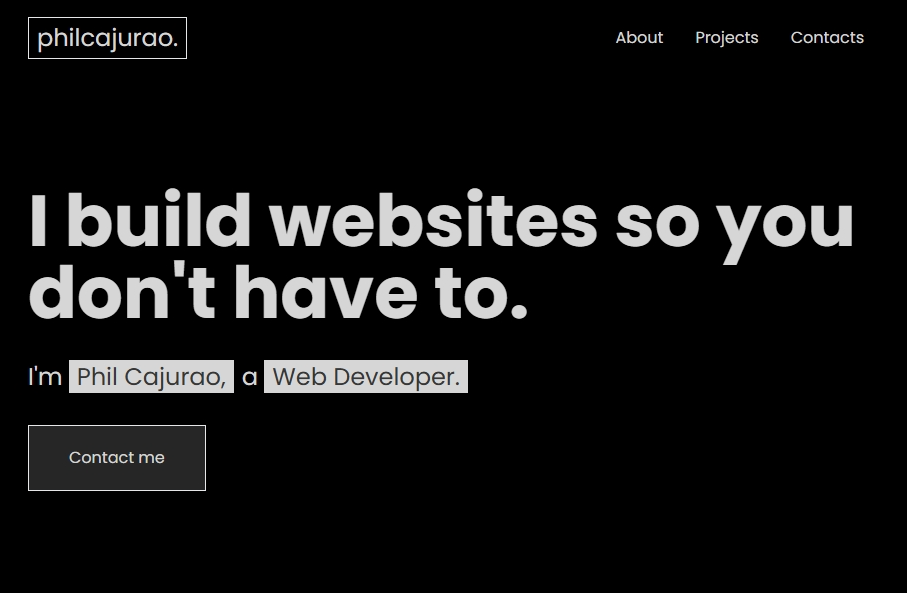 philcajurao.
About Projects Contacts
I build websites so you
don't have to.
I'm Phil Cajurao, a Web Developer.
Contact me